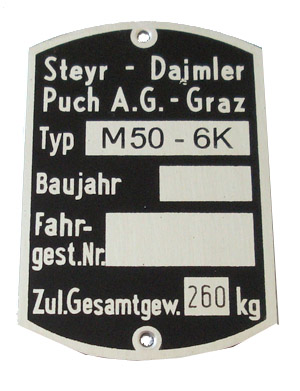 Steyr - Daimler
Puch A.G. - Graz
Typ M50 - 6K
Baujahr
Fahr-
gest.Nr.
Zul.Gesamtgew. 260 kg